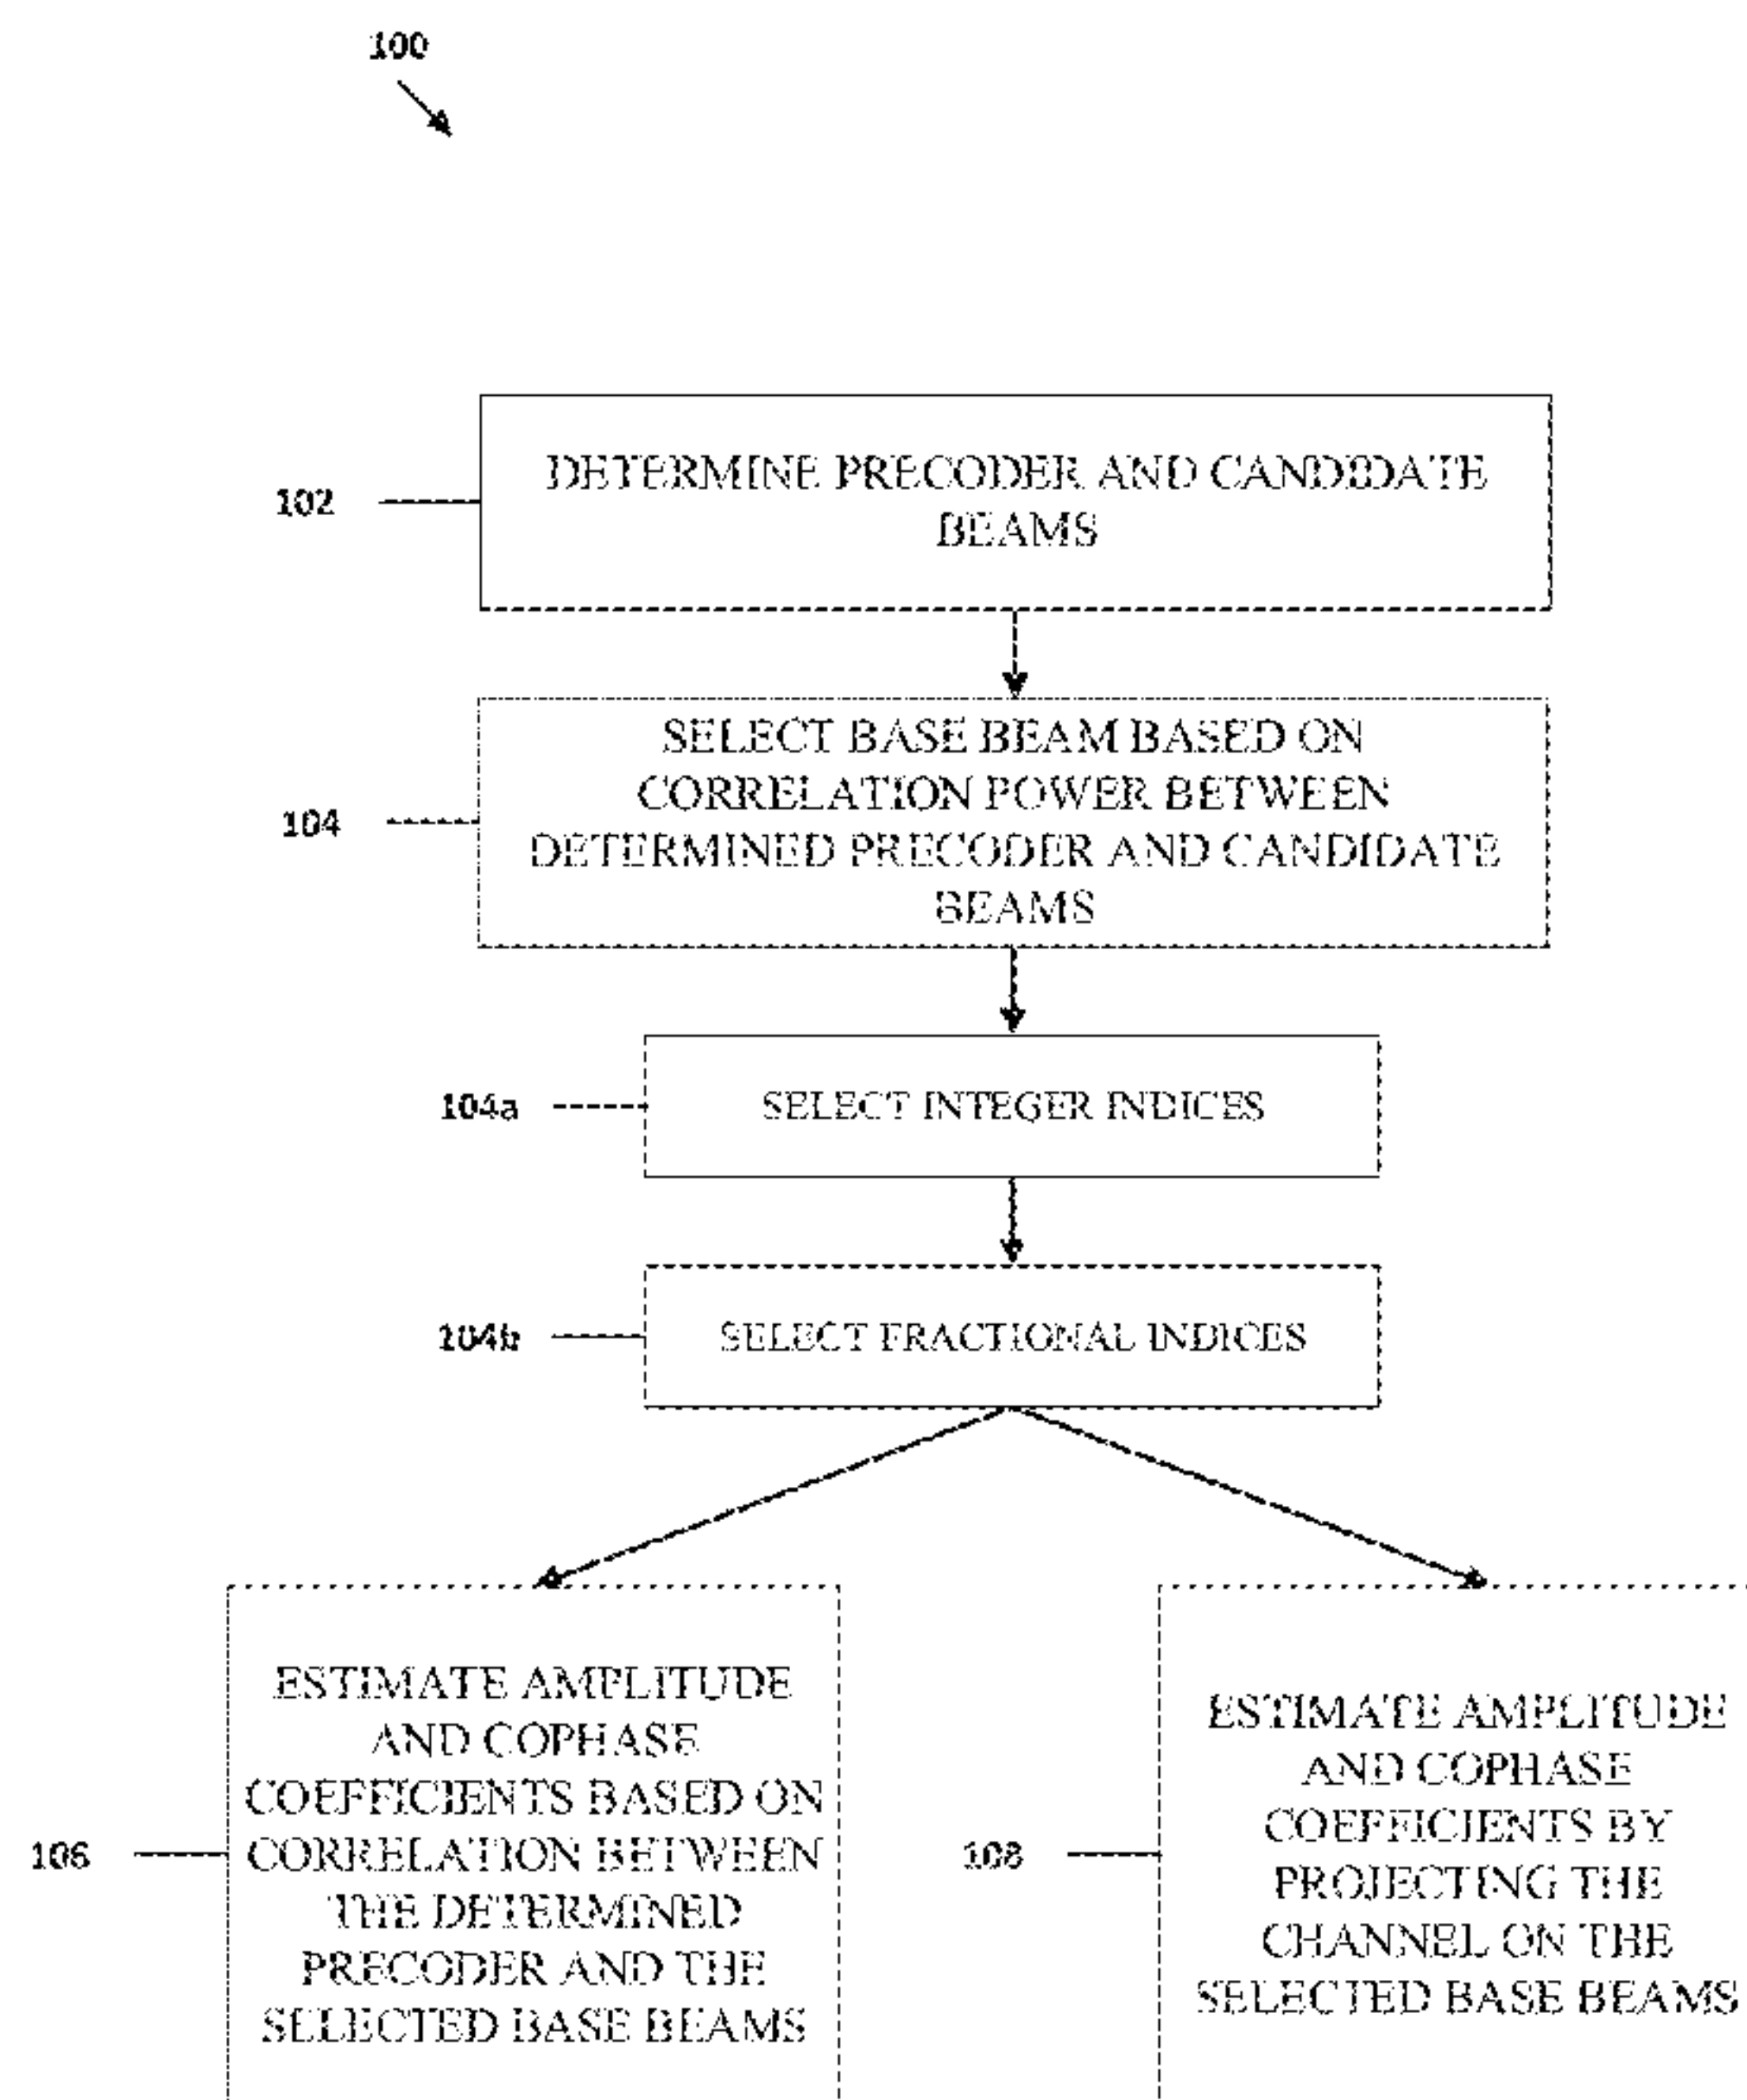 100
102
DETERMINE PRECODER AND CANDIDATE
BEAMS
104
SELECT BASE BEAM BASED ON
CORRELATION POWER BETWEEN
DETERMINED PRECODER AND CANDIDATE
BEAMS
104a
SELECT INTEGER INDICES
104b
SELECT FRACTIONAL INDICES
106
ESTIMATE AMPLITUDE
AND COPHASE
COEFFICIENTS BASED ON
CORRELATION BETWEEN
THE DETERMINED
PRECODER AND THE
SELECTED BASE BEAMS
108
ESTIMATE AMPLITUDE
AND COPHASE
COEFFICIENTS BY
PROJECTING THE
CHANNEL ON THE
SELECTED BASE BEAMS